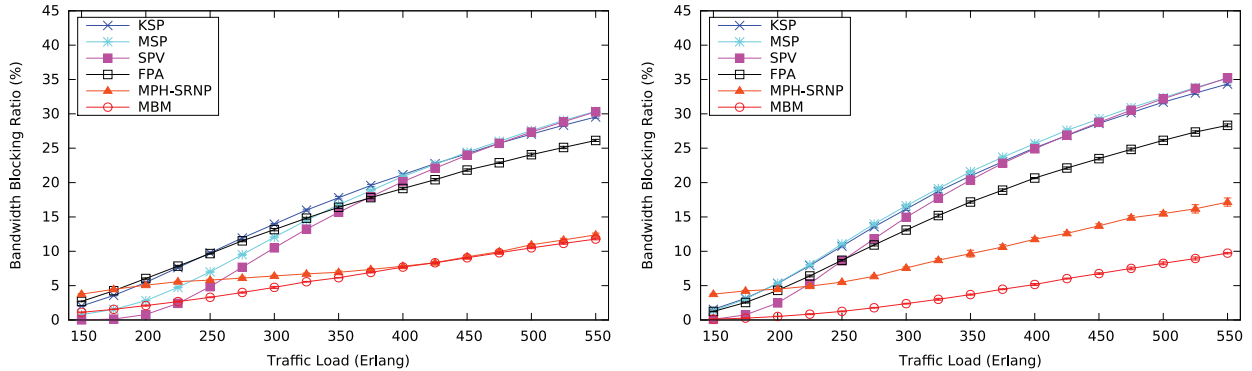 45
40
35
30
25
20
15
10
5
0
Bandwidth Blocking Ratio (%)
KSP
MSP
SPV
FPA
MPH-SRNP
MBM
150 200 250 300 350 400 450 500 550
Traffic Load (Erlang)
45
40
35
30
25
20
15
10
5
0
Bandwidth Blocking Ratio (%)
KSP
MSP
SPV
FPA
MPH-SRNP
MBM
150 200 250 300 350 400 450 500 550
Traffic Load (Erlang)